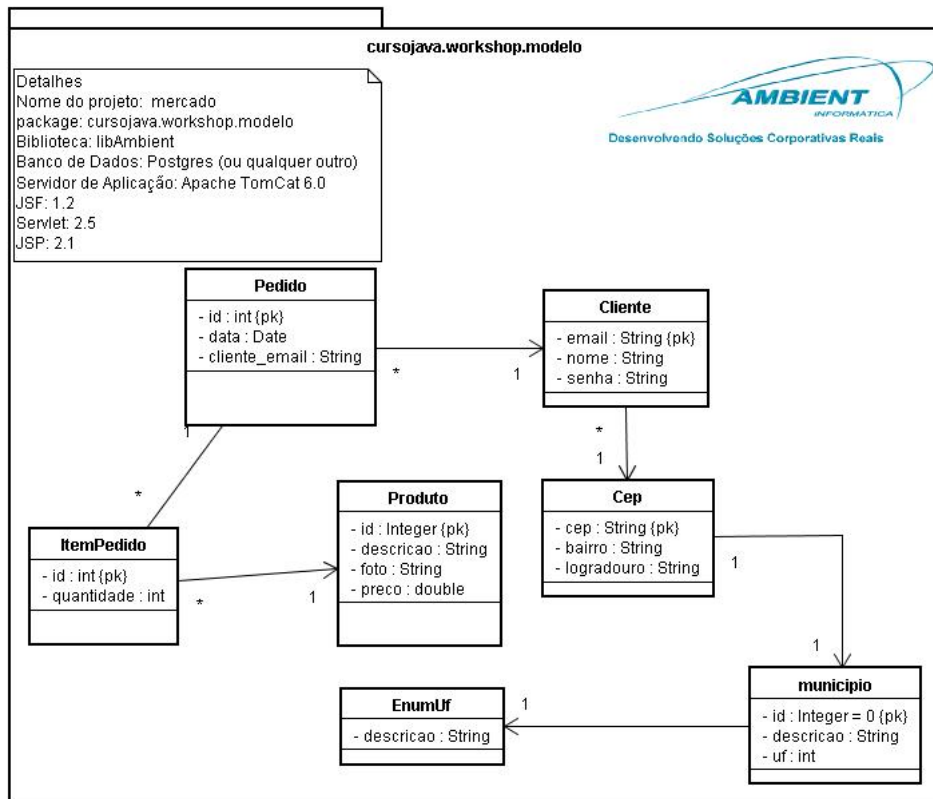 cursojava.workshop.modelo
Detalhes
Nome do projeto: mercado
package: cursojava.workshop.modelo
Biblioteca: libAmbient
Banco de Dados: Postgres (ou qualquer outro)
Servidor de Aplicação: Apache TomCat 6.0
JSF: 1.2
Servlet: 2.5
JSP: 2.1
AMBIENT
INFORMÁTICA
Desenvolvendo Soluções Corporativas Reais
Pedido
- id : int {pk}
- data : Date
- cliente_email : String
*
1
Cliente
- email : String {pk}
- nome : String
- senha : String
1
*
*
1
ItemPedido
- id : int {pk}
- quantidade : int
*
1
Produto
- id : Integer {pk}
- descricao : String
- foto : String
- preco : double
Cep
- cep : String {pk}
- bairro : String
- logradouro : String
1
1
EnumUf
- descricao : String
1
municipio
- id : Integer = 0 {pk}
- descricao : String
- uf : int